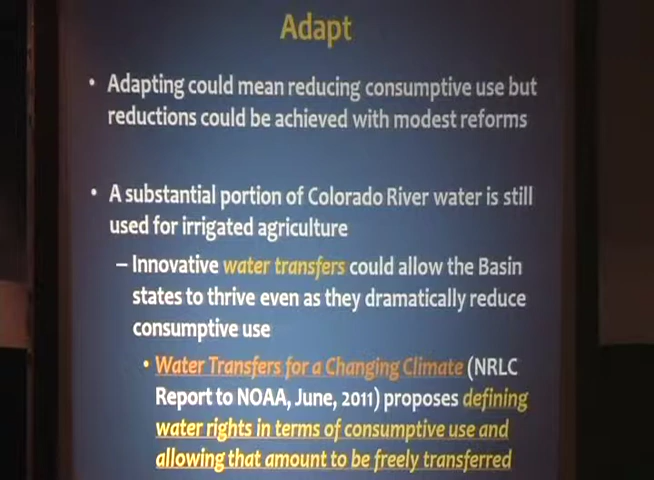 Adapt
• Adapting could mean reducing consumptive use but
reductions could be achieved with modest reforms
• A substantial portion of Colorado River water is still
used for irrigated agriculture
– Innovative water transfers could allow the Basin
states to thrive even as they dramatically reduce
consumptive use
• Water Transfers for a Changing Climate (NRLC
Report to NOAA, June, 2011) proposes defining
water rights in terms of consumptive use and
allowing that amount to be freely transferred